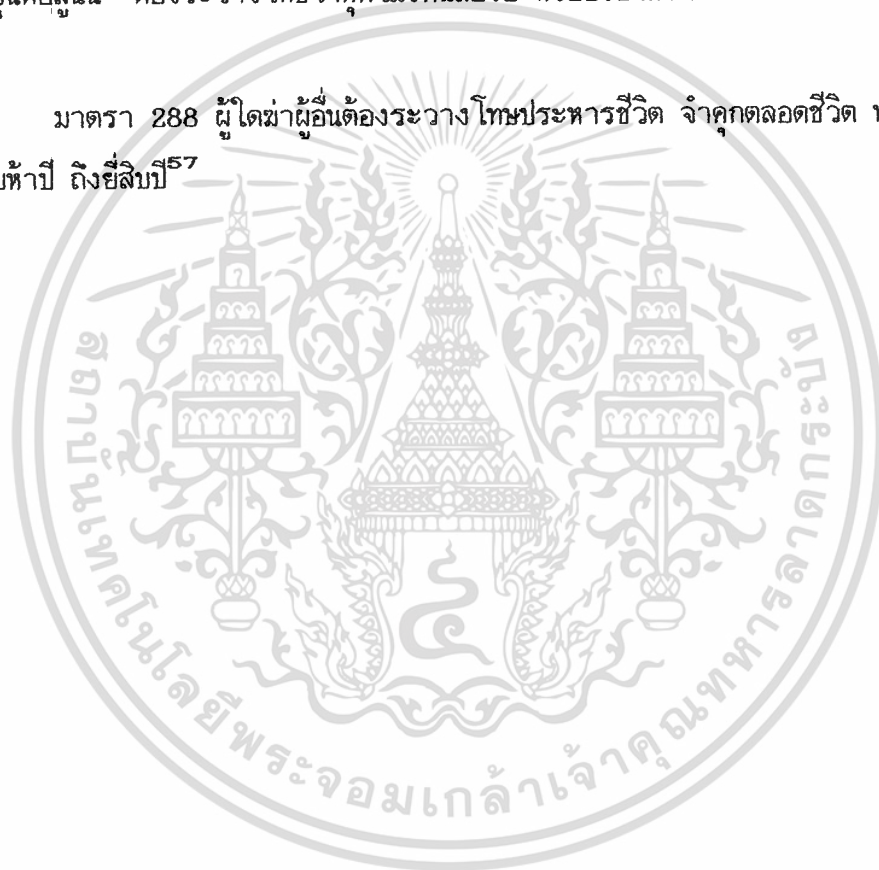 มาตรา 288 ผู้ใดฆ่าผู้อื่นต้องระวางโทษประหารชีวิต จำคุกตลอดชีวิต
ห้าปี ถึงยี่สิบปี57
สถาบันเทคโนโลยีพระจอมเกล้าเจ้าคุณทหารลาดกระบัง